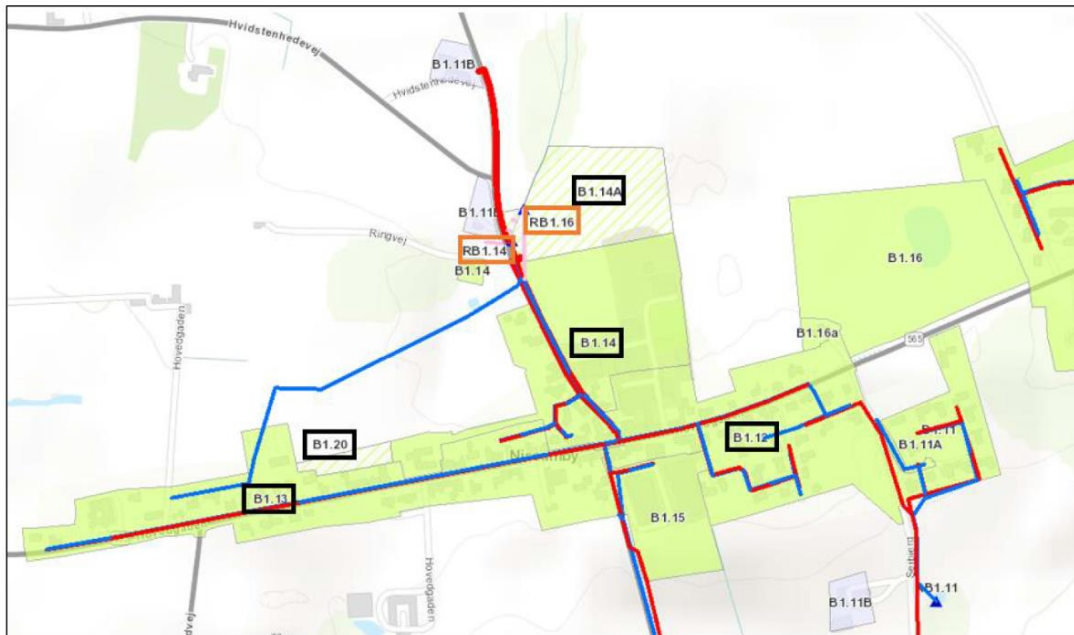 Hvidstenhedevej
B1.11B
Hvidstenhedevej
B1.14A
B1.11B
RB1.16
Ringvej
RB1.14
B1.14
B1.16
Hovedgaden
B1.16a
565
B1.14
B1.12
B1.11
B1.11A
B1.20
B1.13
B1.15
Hovedgaden
B1.11
B1.11B